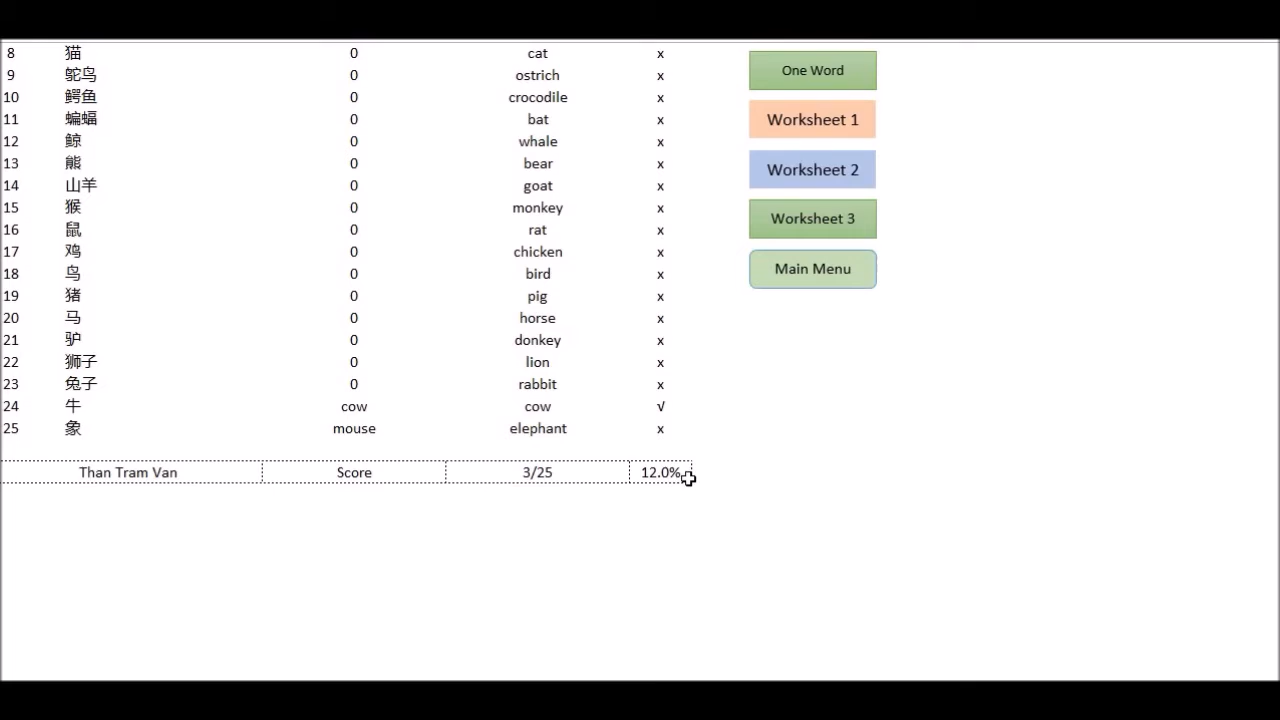 8 猫 0 cat x
9 鸵鸟 0 ostrich x
10 鳄鱼 0 crocodile x
11 蝙蝠 0 bat x
12 鲸 0 whale x
13 熊 0 bear x
14 山羊 0 goat x
15 猴 0 monkey x
16 鼠 0 rat x
17 鸡 0 chicken x
18 鸟 0 bird x
19 猪 0 pig x
20 马 0 horse x
21 驴 0 donkey x
22 狮子 0 lion x
23 兔子 0 rabbit x
24 牛 cow cow √
25 象 mouse elephant x
Than Tram Van Score 3/25 12.0%
One Word
Worksheet 1
Worksheet 2
Worksheet 3
Main Menu